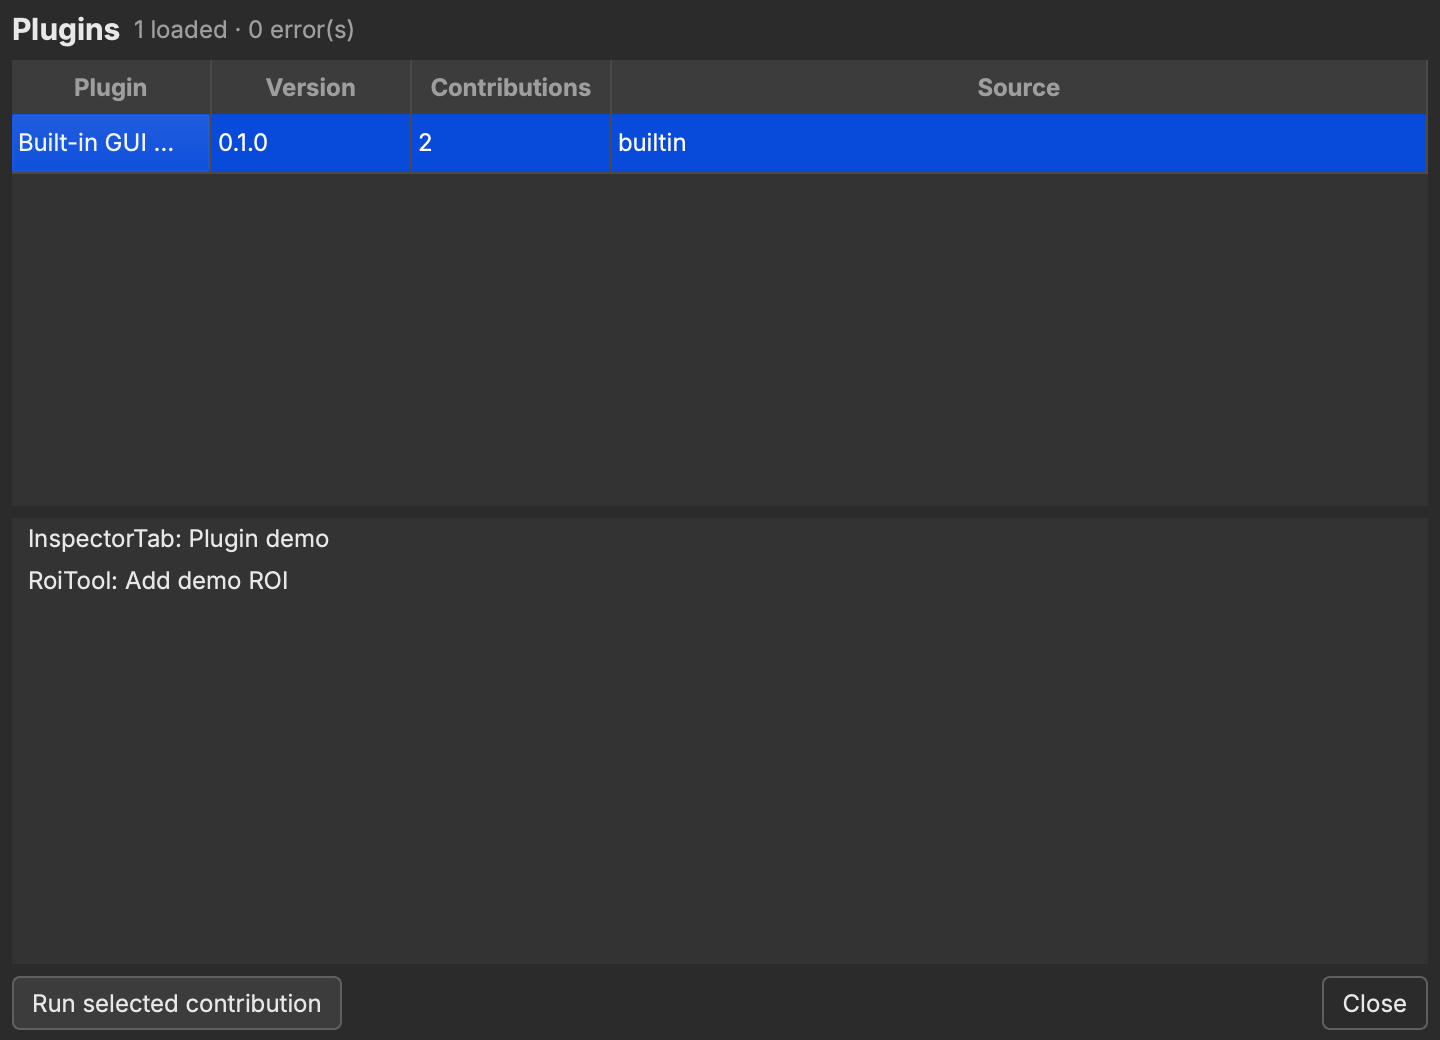 Plugins 1 loaded · 0 error(s)
Plugin Version Contributions Source
Built-in GUI ... 0.1.0 2 builtin
InspectorTab: Plugin demo
RoiTool: Add demo ROI
Run selected contribution Close